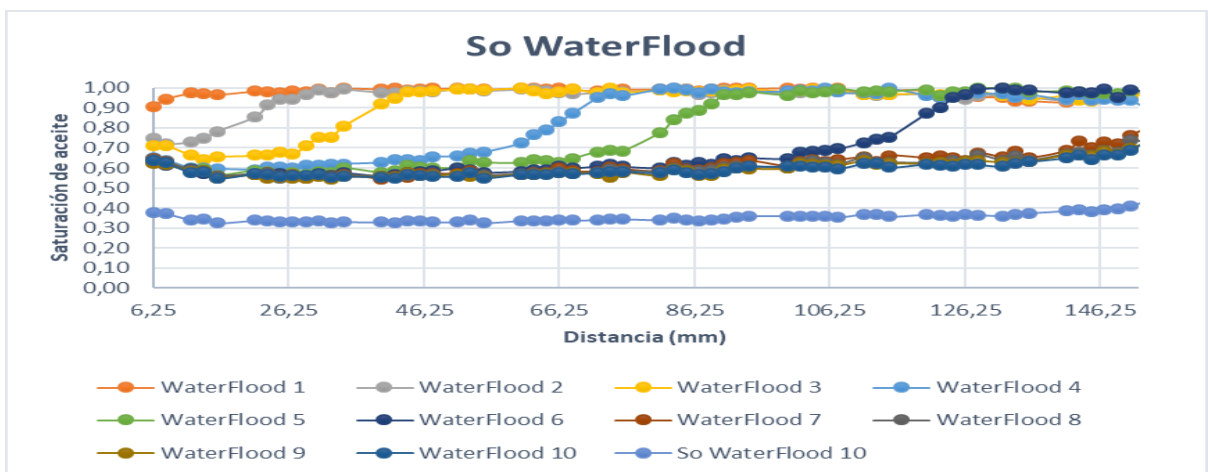 So WaterFlood
Saturación de aceite
1,00
0,90
0,80
0,70
0,60
0,50
0,40
0,30
0,20
0,10
0,00
6,25 26,25 46,25 66,25 86,25 106,25 126,25 146,25
Distancia (mm)
WaterFlood 1 WaterFlood 2 WaterFlood 3 WaterFlood 4
WaterFlood 5 WaterFlood 6 WaterFlood 7 WaterFlood 8
WaterFlood 9 WaterFlood 10 So WaterFlood 10